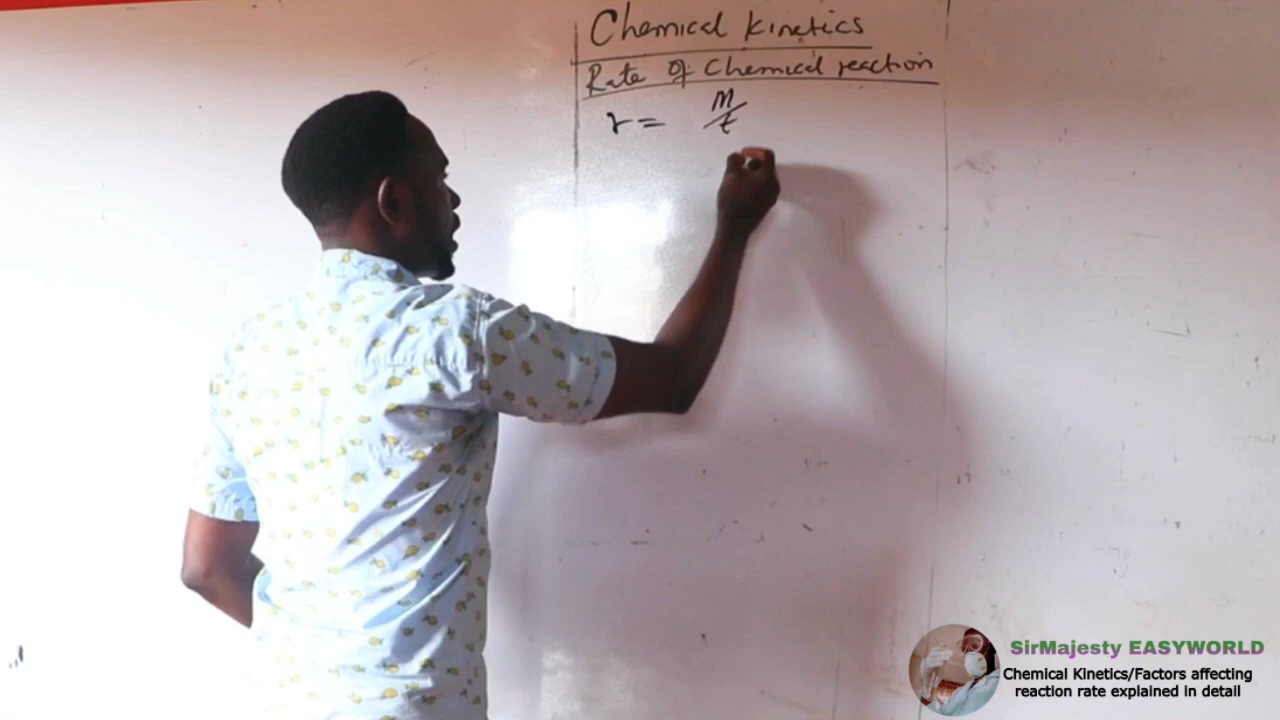 Chemical Kinetics
Rate of Chemical reaction
r = M/t
SirMajesty EASYWORLD
Chemical Kinetics/Factors affecting
reaction rate explained in detail